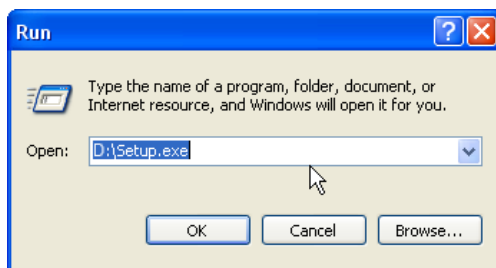 Run
Type the name of a program, folder, document, or
Internet resource, and Windows will open it for you.
Open: D:\Setup.exe
OK Cancel Browse...